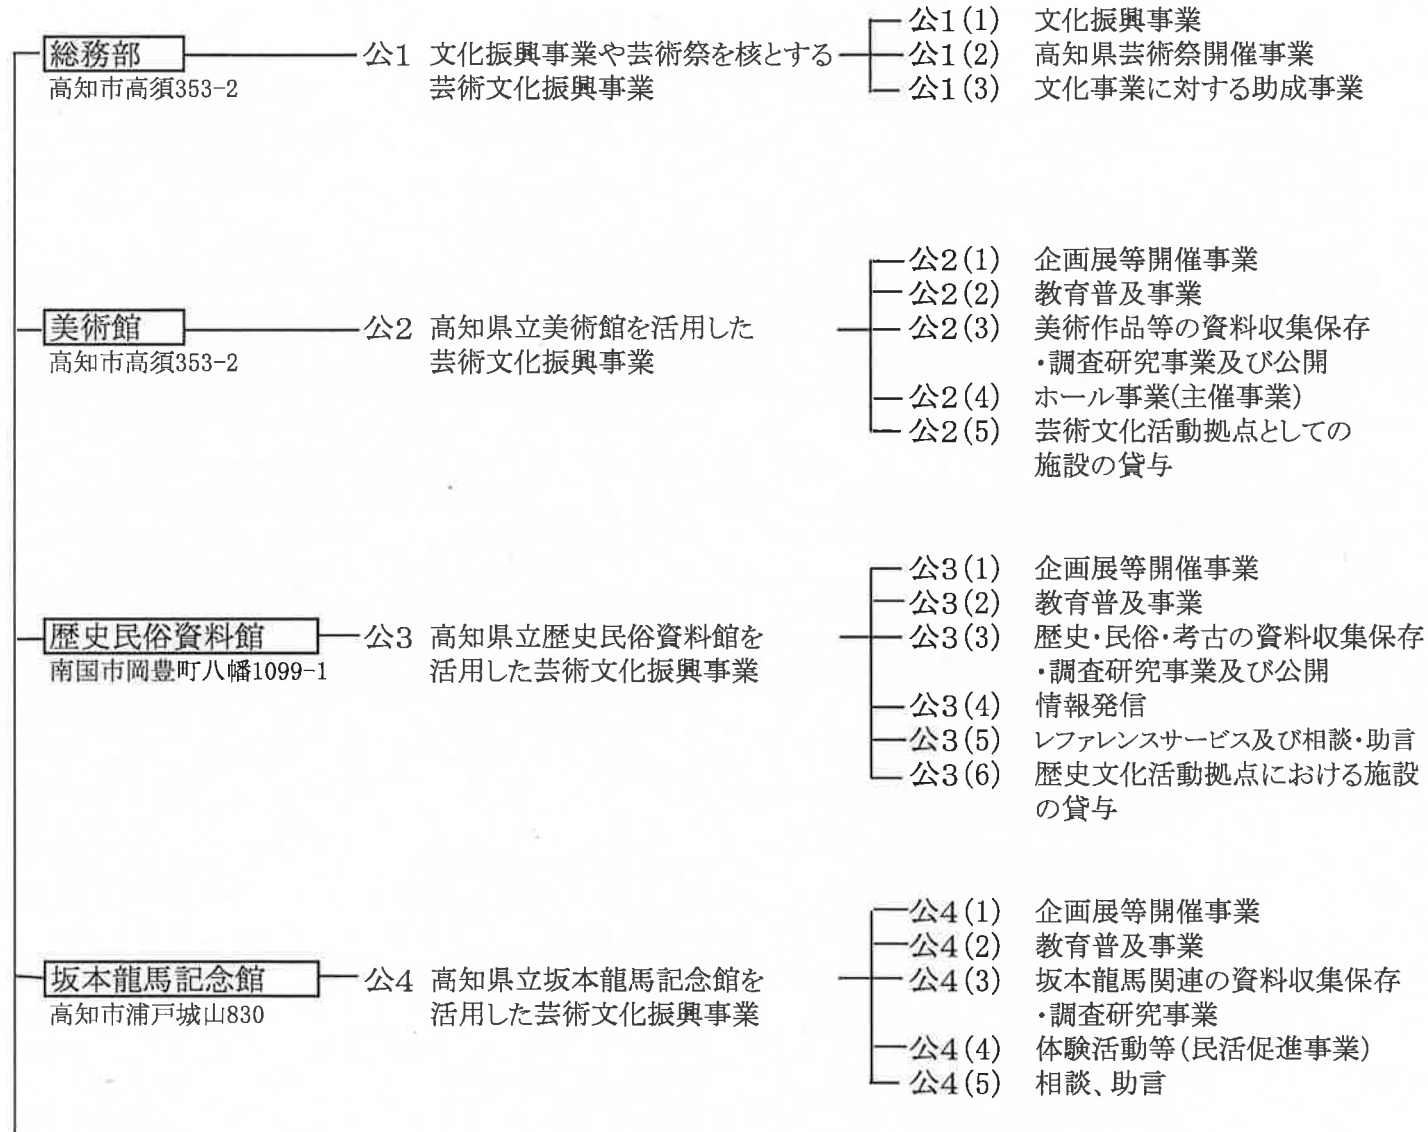 総務部
高知市高須353-2
公1 文化振興事業や芸術祭を核とする
芸術文化振興事業
公1(1) 文化振興事業
公1(2) 高知県芸術祭開催事業
公1(3) 文化事業に対する助成事業
美術館
高知市高須353-2
公2 高知県立美術館を活用した
芸術文化振興事業
公2(1) 企画展等開催事業
公2(2) 教育普及事業
公2(3) 美術作品等の資料収集保存
・調査研究事業及び公開
公2(4) ホール事業(主催事業)
公2(5) 芸術文化活動拠点としての
施設の貸与
歴史民俗資料館
南国市岡豊町八幡1099-1
公3 高知県立歴史民俗資料館を
活用した芸術文化振興事業
公3(1) 企画展等開催事業
公3(2) 教育普及事業
公3(3) 歴史・民俗・考古の資料収集保存
・調査研究事業及び公開
公3(4) 情報発信
公3(5) レファレンスサービス及び相談・助言
公3(6) 歴史文化活動拠点における施設
の貸与
坂本龍馬記念館
高知市浦戸城山830
公4 高知県立坂本龍馬記念館を
活用した芸術文化振興事業
公4(1) 企画展等開催事業
公4(2) 教育普及事業
公4(3) 坂本龍馬関連の資料収集保存
・調査研究事業
公4(4) 体験活動等(民活促進事業)
公4(5) 相談、助言